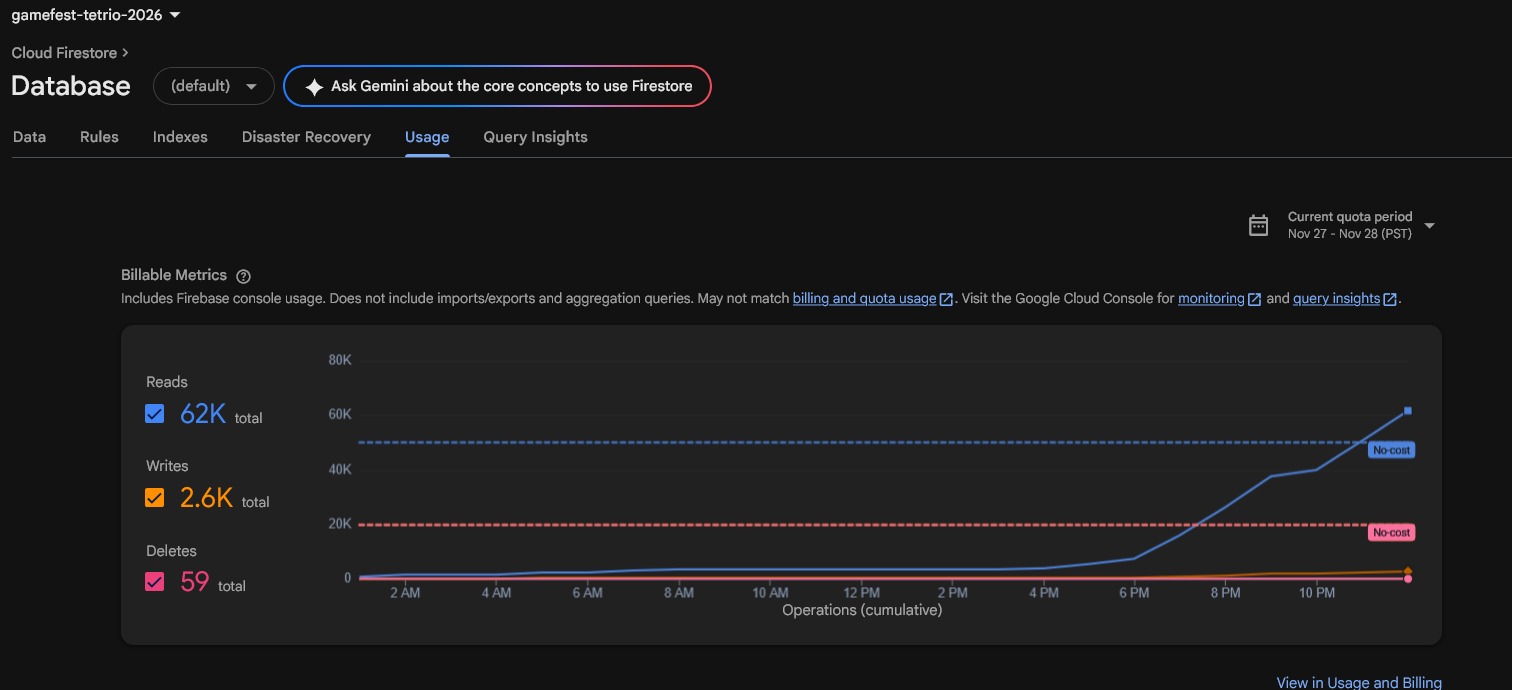 gamefest-tetrio-2026
Cloud Firestore >
Database (default) Ask Gemini about the core concepts to use Firestore
Data Rules Indexes Disaster Recovery Usage Query Insights
Current quota period
Nov 27 - Nov 28 (PST)
Billable Metrics ?
Includes Firebase console usage. Does not include imports/exports and aggregation queries. May not match billing and quota usage. Visit the Google Cloud Console for monitoring and query insights.
Reads
62K total
Writes
2.6K total
Deletes
59 total
80K
60K
No-cost
40K
20K
No-cost
0
2 AM 4 AM 6 AM 8 AM 10 AM 12 PM 2 PM 4 PM 6 PM 8 PM 10 PM
Operations (cumulative)
View in Usage and Billing